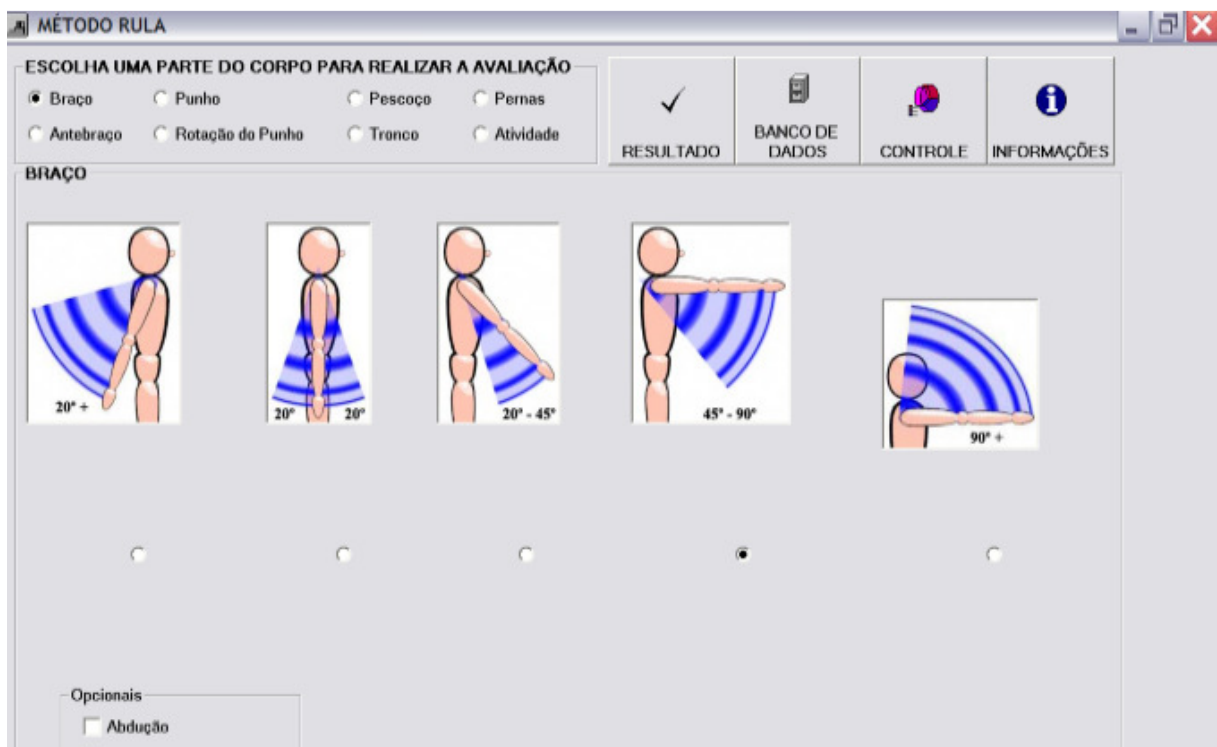 MÉTODO RULA
ESCOLHA UMA PARTE DO CORPO PARA REALIZAR A AVALIAÇÃO
Braço Punho Pescoço Pernas
Antebraço Rotação do Punho Tronco Atividade
RESULTADO
BANCO DE
DADOS
CONTROLE
INFORMAÇÕES
BRAÇO
20° +
20° 20°
20° - 45°
45° - 90°
90° +
Opcionais
Abdução